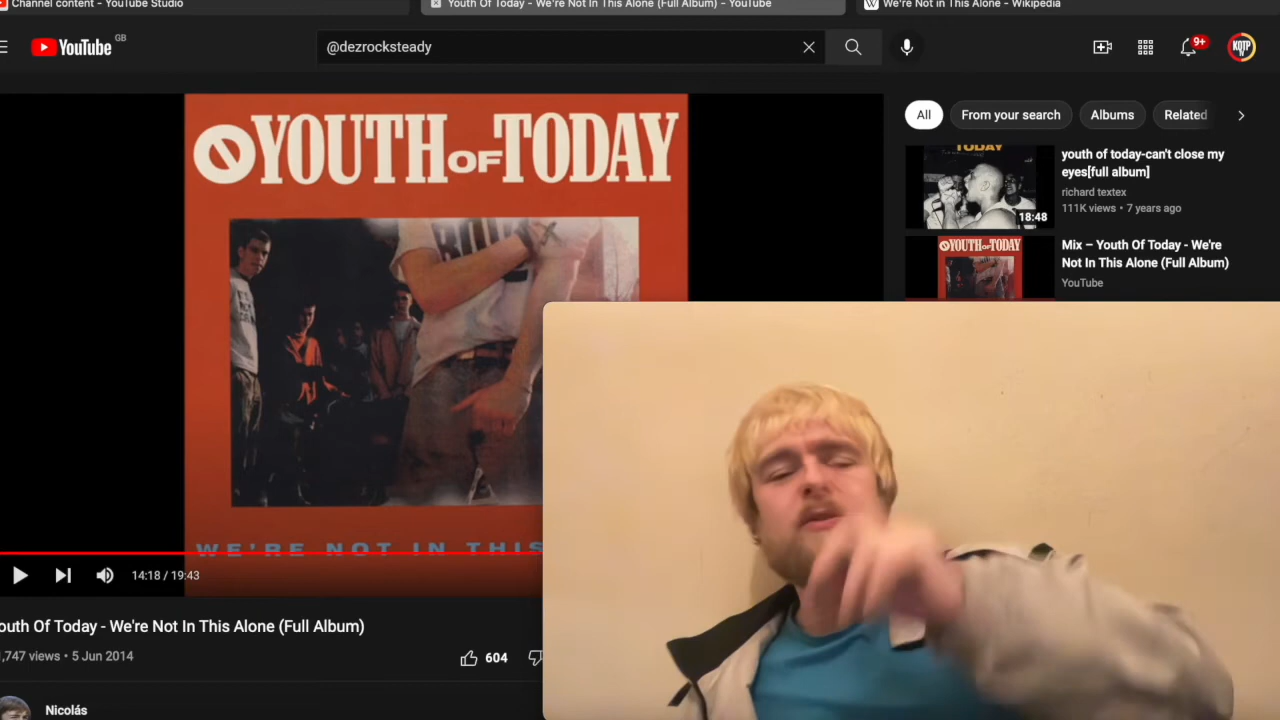 Channel content - YouTube Studio
Youth Of Today - We're Not In This Alone (Full Album) - YouTube
We're Not in This Alone - Wikipedia
YouTube GB
@dezrocksteady
9+
KOTP
TV
YOUTH OF TODAY
WE'RE NOT IN THIS
14:18 / 19:43
outh Of Today - We're Not In This Alone (Full Album)
,747 views • 5 Jun 2014
604
Nicolás
All
From your search
Albums
Related
TODAY
18:48
youth of today-can't close my
eyes[full album]
richard textex
111K views • 7 years ago
YOUTH OF TODAY
Mix – Youth Of Today - We're
Not In This Alone (Full Album)
YouTube